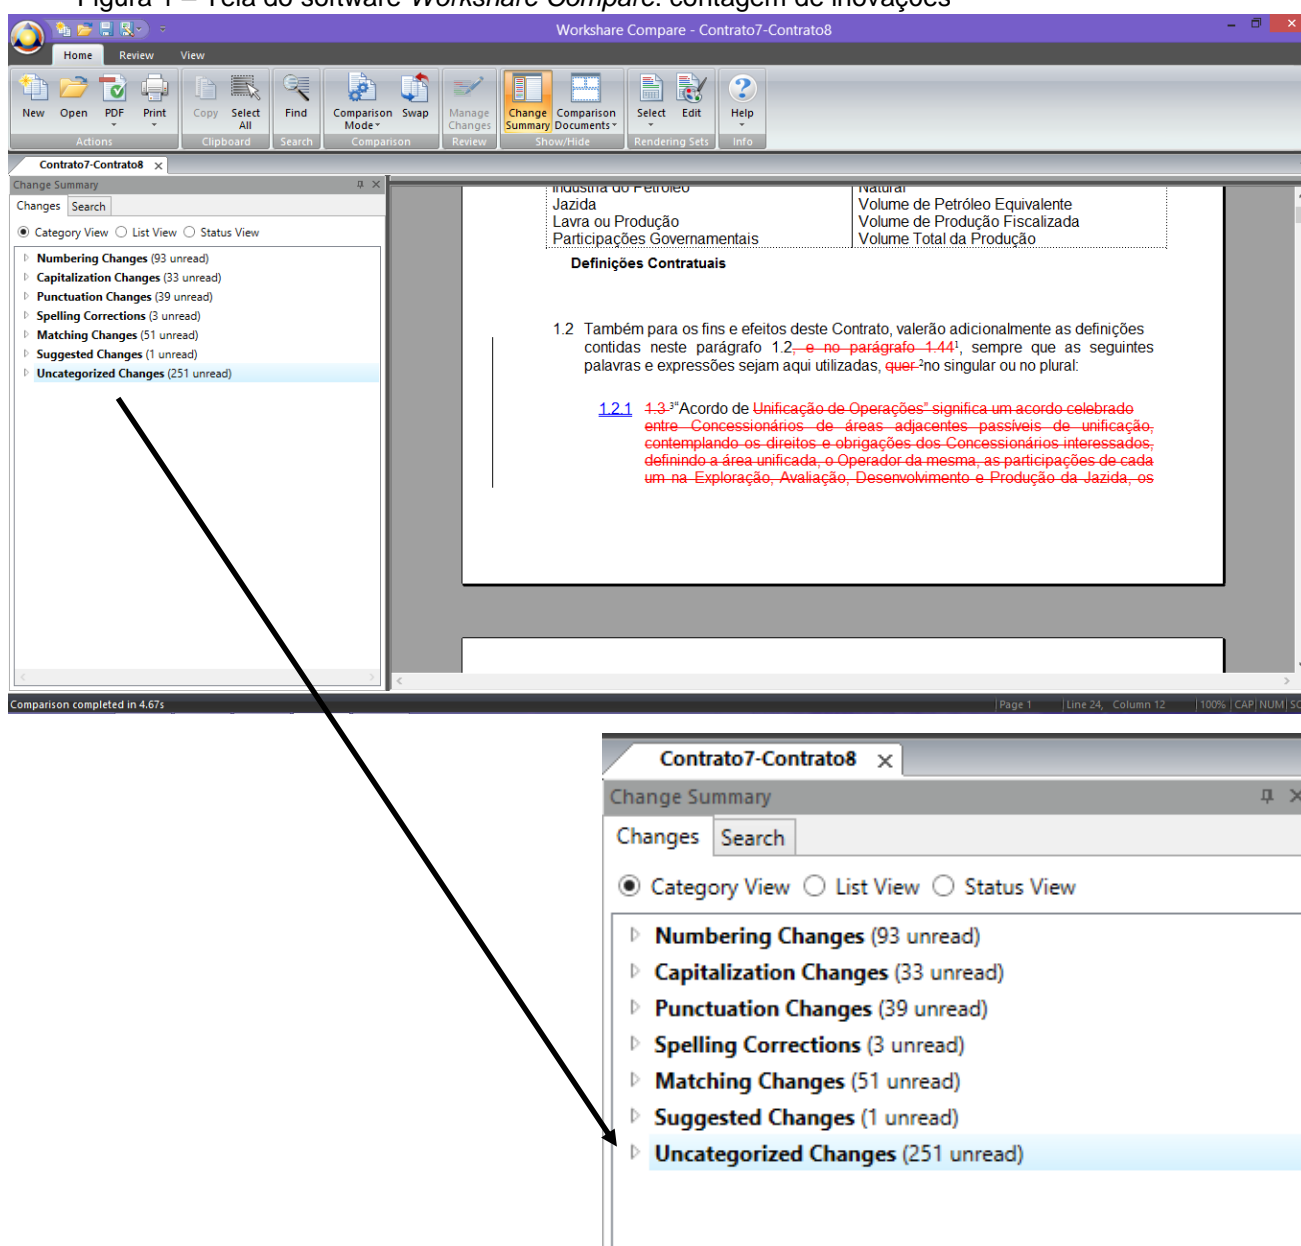 Figura 1 – Tela do software Workshare Compare: contagem de inovações
Workshare Compare - Contrato7-Contrato8
Home Review View
New Open PDF Print Copy Select All Find Comparison Mode Swap Manage Changes Change Summary Comparison Documents Select Edit Help
Actions Clipboard Search Comparison Review Show/Hide Rendering Sets Info
Contrato7-Contrato8
Change Summary
Changes Search
Category View List View Status View
Numbering Changes (93 unread)
Capitalization Changes (33 unread)
Punctuation Changes (39 unread)
Spelling Corrections (3 unread)
Matching Changes (51 unread)
Suggested Changes (1 unread)
Uncategorized Changes (251 unread)
Indústria do Petróleo Natural
Jazida Volume de Petróleo Equivalente
Lavra ou Produção Volume de Produção Fiscalizada
Participações Governamentais Volume Total da Produção
Definições Contratuais
1.2 Também para os fins e efeitos deste Contrato, valerão adicionalmente as definições
contidas neste parágrafo 1.2, e no parágrafo 1.44¹, sempre que as seguintes
palavras e expressões sejam aqui utilizadas, quer ²no singular ou no plural:
1.2.1 1.3 ³“Acordo de Unificação de Operações” significa um acordo celebrado
entre Concessionários de áreas adjacentes passíveis de unificação,
contemplando os direitos e obrigações dos Concessionários interessados,
definindo a área unificada, o Operador da mesma, as participações de cada
um na Exploração, Avaliação, Desenvolvimento e Produção da Jazida, os
Comparison completed in 4.67s
Page 1 Line 24, Column 12 100% CAP NUM
Contrato7-Contrato8
Change Summary
Changes Search
Category View List View Status View
Numbering Changes (93 unread)
Capitalization Changes (33 unread)
Punctuation Changes (39 unread)
Spelling Corrections (3 unread)
Matching Changes (51 unread)
Suggested Changes (1 unread)
Uncategorized Changes (251 unread)